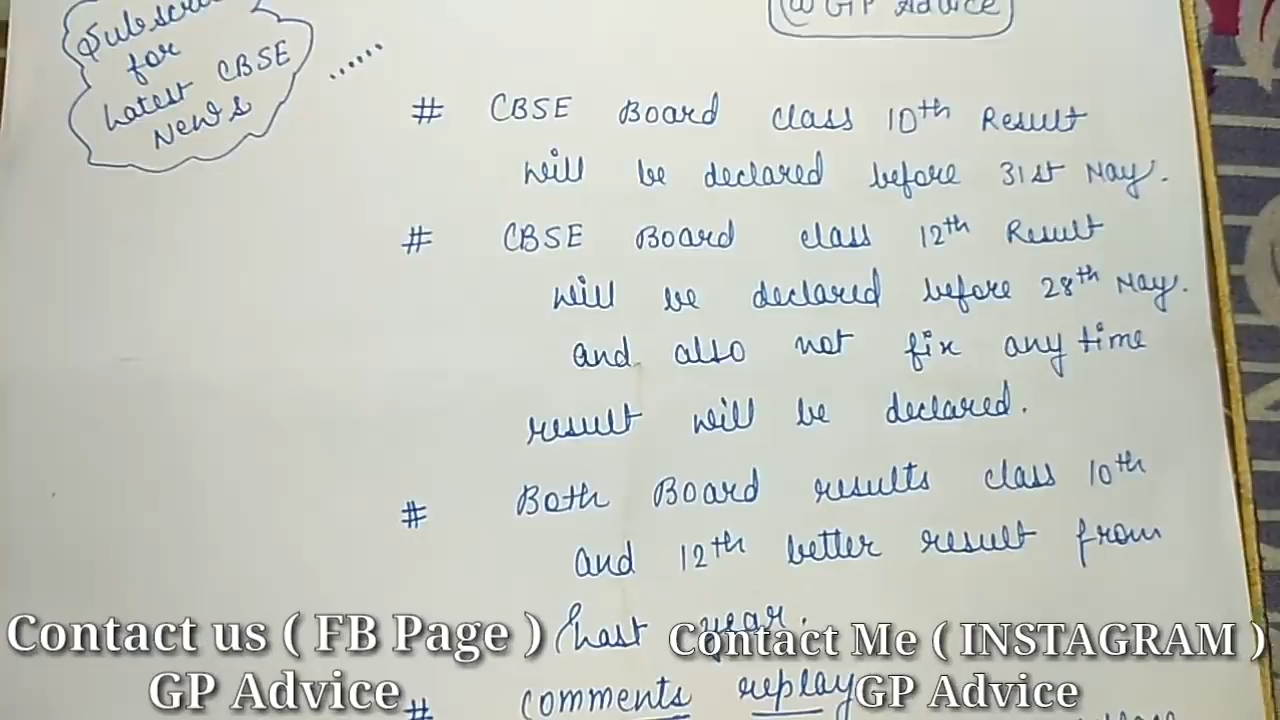 Subscribe
for
Latest CBSE
News
......
@ GP Advice
# CBSE Board class 10th Result
will be declared before 31st May.
# CBSE Board class 12th Result
will be declared before 28th May.
and also not fix any time
result will be declared.
# Both Board results class 10th
and 12th better result from
Last year.
# comments replay
Contact us ( FB Page )
GP Advice
Contact Me ( INSTAGRAM )
GP Advice